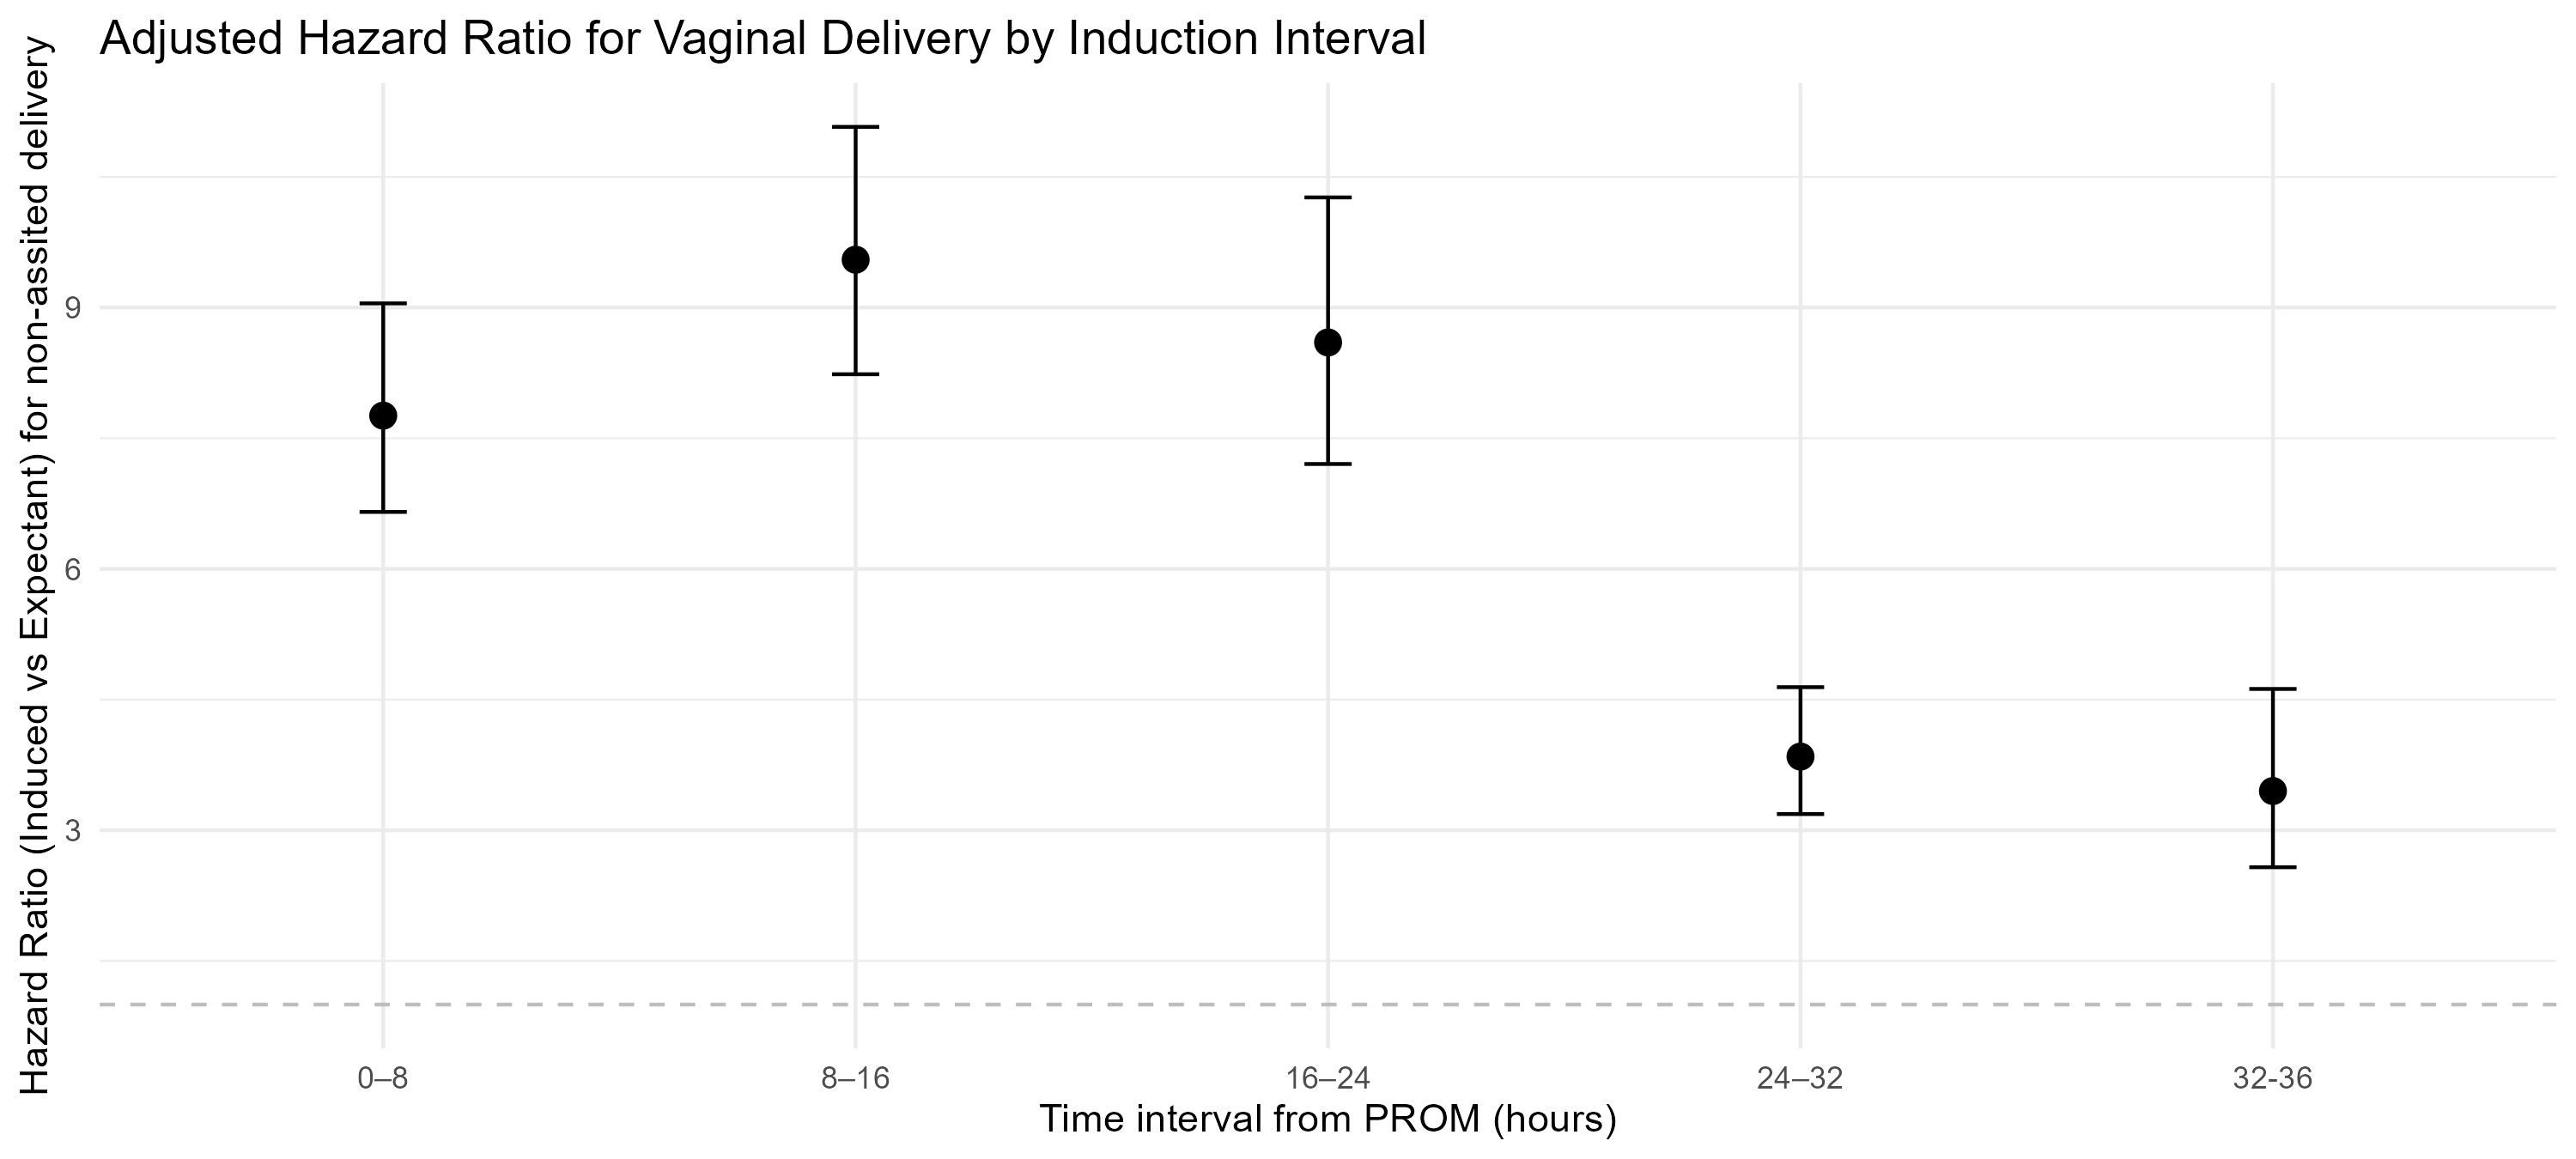 Adjusted Hazard Ratio for Vaginal Delivery by Induction Interval
Hazard Ratio (Induced vs Expectant) for non-assited delivery
9
6
3
0–8
8–16
16–24
24–32
32-36
Time interval from PROM (hours)